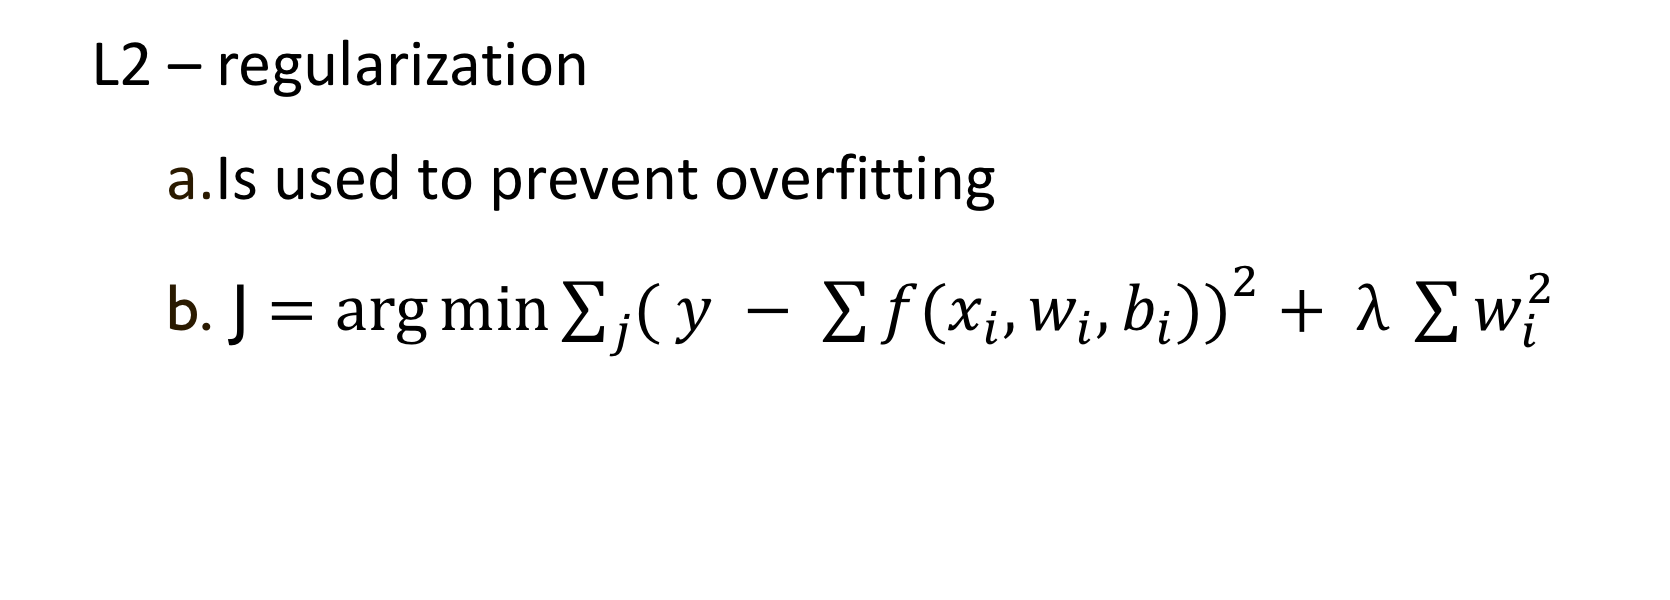 L2 – regularization
a.Is used to prevent overfitting
b. J = arg min ∑ⱼ( y − ∑ f(xᵢ, wᵢ, bᵢ))² + λ ∑ wᵢ²